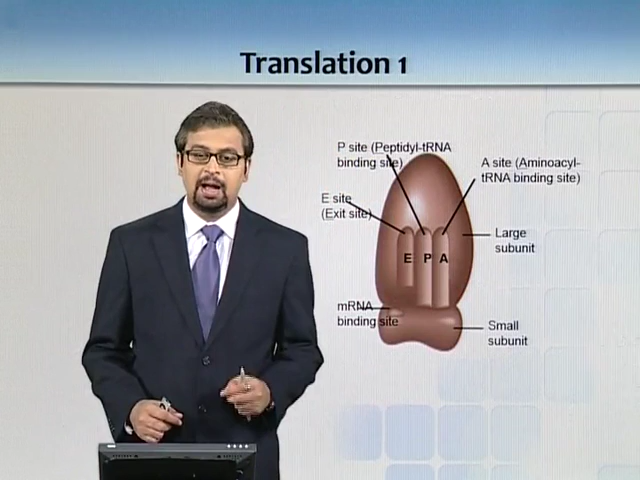 Translation 1
P site (Peptidyl-tRNA
binding site)
A site (Aminoacyl-
tRNA binding site)
E site
(Exit site)
E P A
Large
subunit
mRNA
binding site
Small
subunit